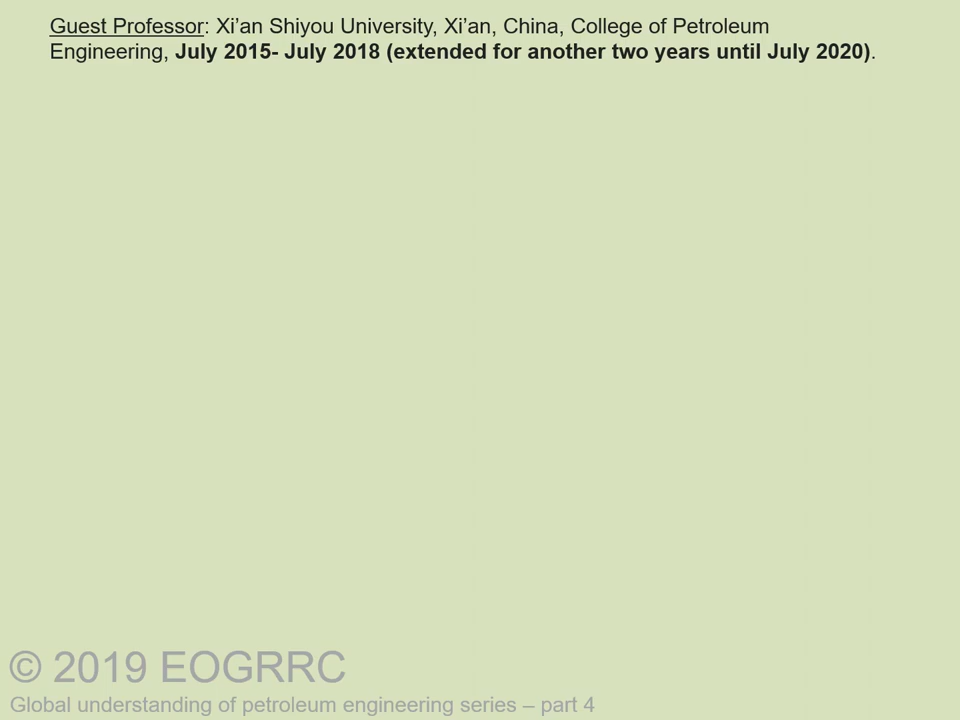 Guest Professor: Xi’an Shiyou University, Xi’an, China, College of Petroleum
Engineering, July 2015- July 2018 (extended for another two years until July 2020).
© 2019 EOGRRC
Global understanding of petroleum engineering series – part 4